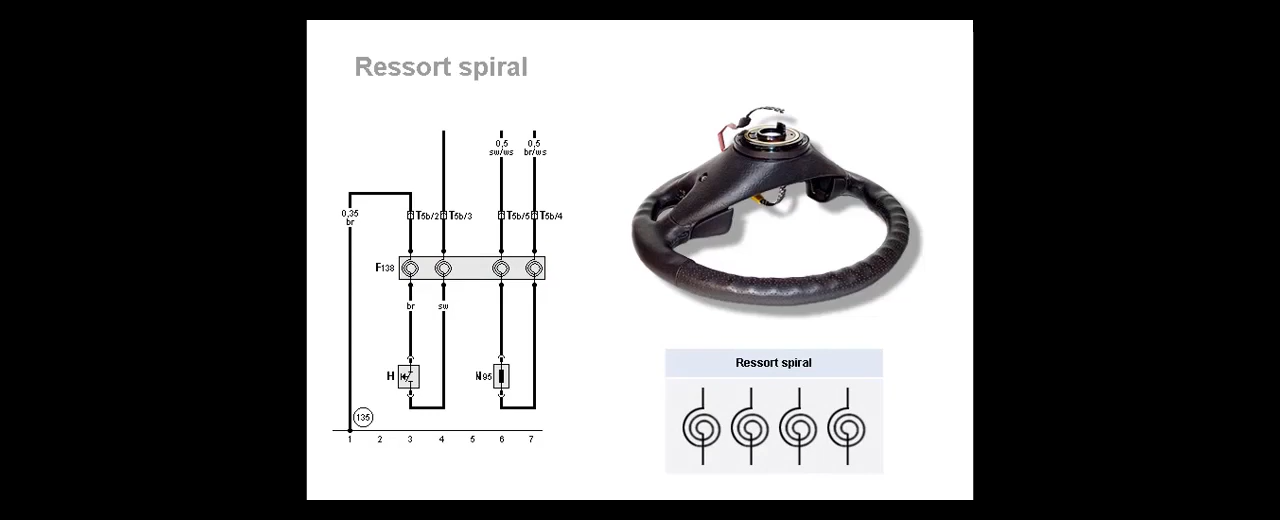 Ressort spiral
0,5
sw/ws
0,5
br/ws
0,35
br
T5b/2
T5b/3
T5b/5
T5b/4
F138
br
sw
H
N95
135
1 2 3 4 5 6 7
Ressort spiral